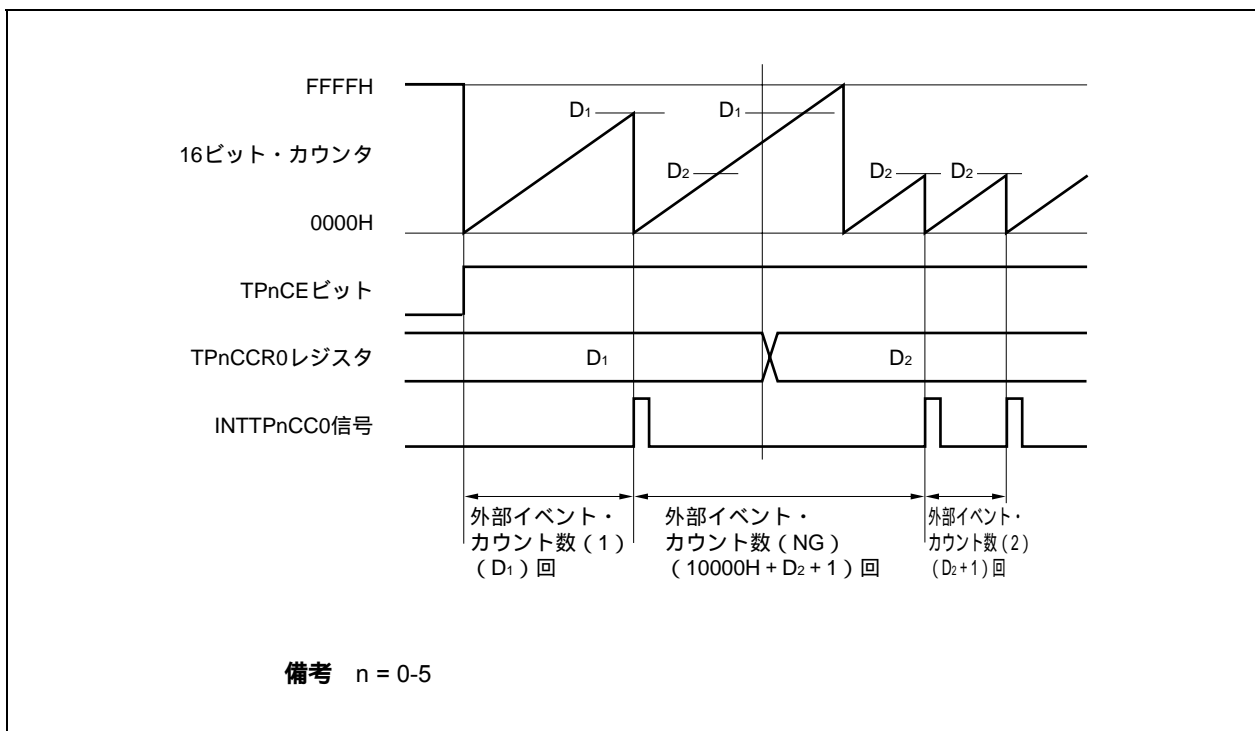 FFFFH
D1
D1
16ビット・カウンタ
D2
D2
D2
0000H
TPnCEビット
TPnCCR0レジスタ
D1
D2
INTTPnCC0信号
外部イベント・
カウント数(1)
(D1)回
外部イベント・
カウント数(NG)
(10000H + D2 + 1)回
外部イベント・
カウント数(2)
(D2+1)回
備考 n = 0-5